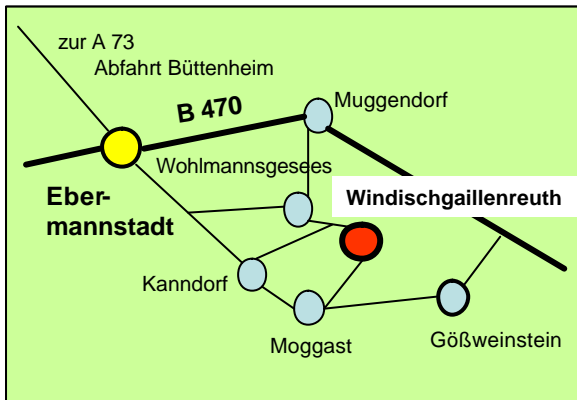 zur A 73
Abfahrt Büttenheim
B 470
Muggendorf
Wohlmannsgesees
Eber-
mannstadt
Windischgaillenreuth
Kanndorf
Moggast
Gößweinstein